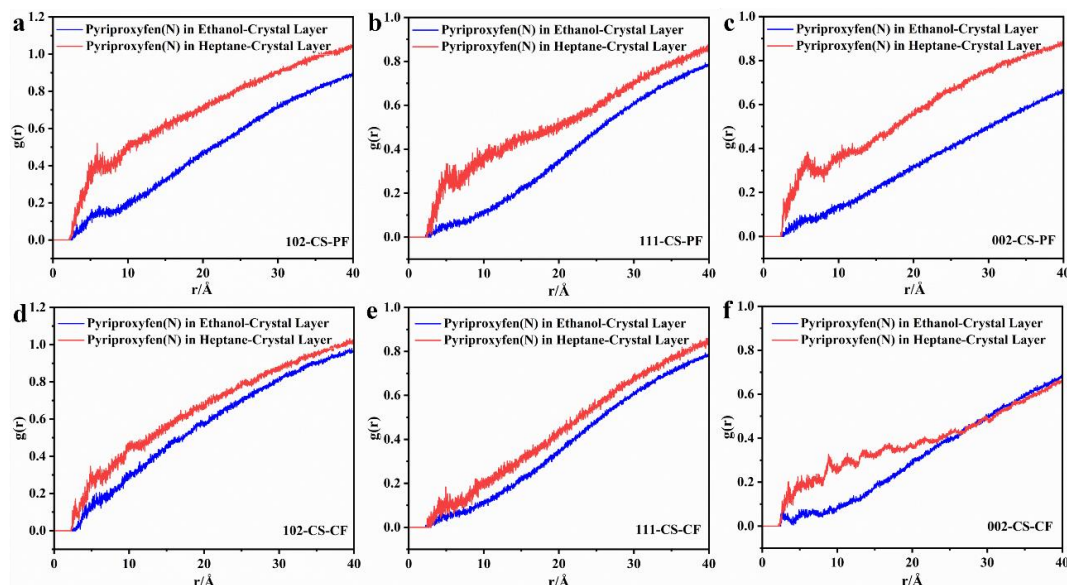 a
Pyriproxyfen(N) in Ethanol-Crystal Layer
Pyriproxyfen(N) in Heptane-Crystal Layer
1.2
1.0
0.8
0.6
0.4
0.2
0.0
g(r)
0 10 20 30 40
r/Å
102-CS-PF
b
Pyriproxyfen(N) in Ethanol-Crystal Layer
Pyriproxyfen(N) in Heptane-Crystal Layer
1.0
0.8
0.6
0.4
0.2
0.0
g(r)
0 10 20 30 40
r/Å
111-CS-PF
c
Pyriproxyfen(N) in Ethanol-Crystal Layer
Pyriproxyfen(N) in Heptane-Crystal Layer
1.0
0.8
0.6
0.4
0.2
0.0
g(r)
0 10 20 30 40
r/Å
002-CS-PF
d
Pyriproxyfen(N) in Ethanol-Crystal Layer
Pyriproxyfen(N) in Heptane-Crystal Layer
1.2
1.0
0.8
0.6
0.4
0.2
0.0
g(r)
0 10 20 30 40
r/Å
102-CS-CF
e
Pyriproxyfen(N) in Ethanol-Crystal Layer
Pyriproxyfen(N) in Heptane-Crystal Layer
1.0
0.8
0.6
0.4
0.2
0.0
g(r)
0 10 20 30 40
r/Å
111-CS-CF
f
Pyriproxyfen(N) in Ethanol-Crystal Layer
Pyriproxyfen(N) in Heptane-Crystal Layer
1.0
0.8
0.6
0.4
0.2
0.0
g(r)
0 10 20 30 40
r/Å
002-CS-CF